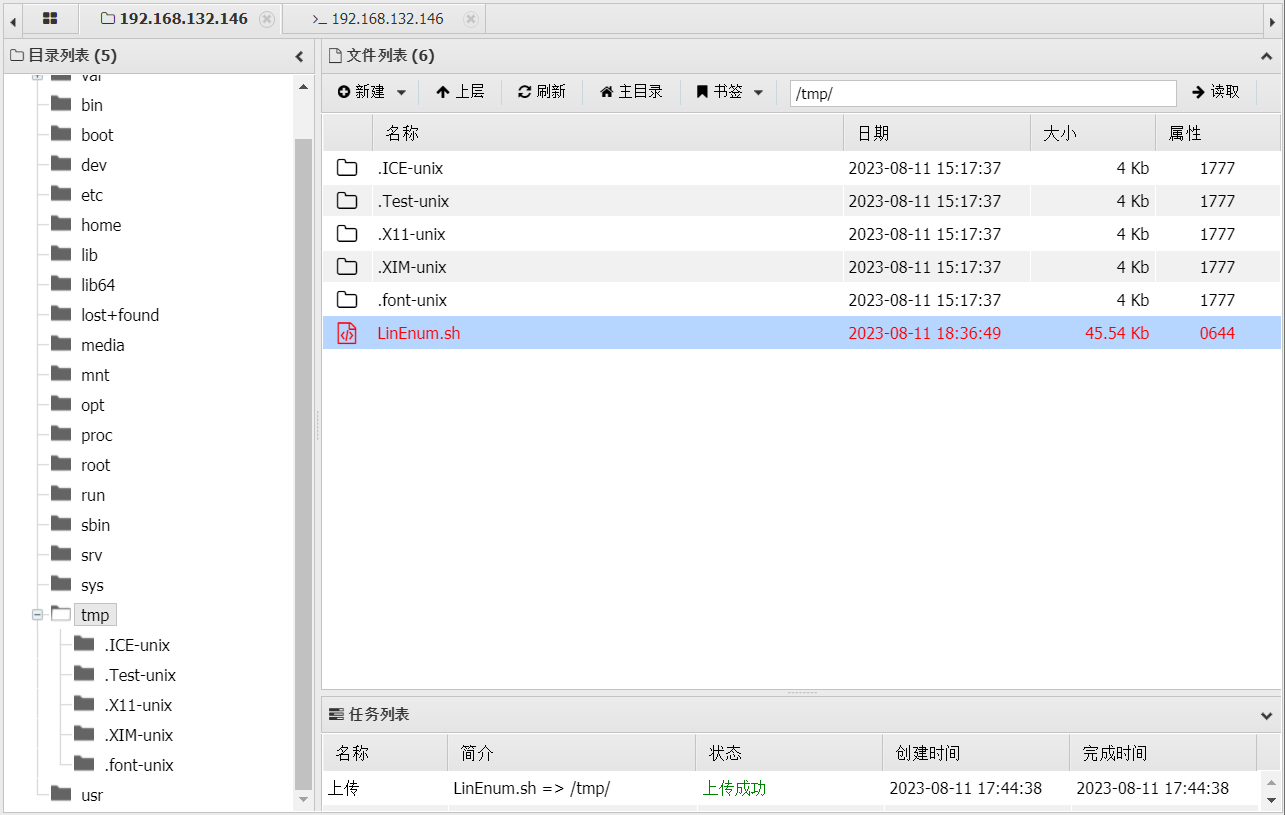 192.168.132.146
>_ 192.168.132.146
目录列表 (5)
var
bin
boot
dev
etc
home
lib
lib64
lost+found
media
mnt
opt
proc
root
run
sbin
srv
sys
tmp
.ICE-unix
.Test-unix
.X11-unix
.XIM-unix
.font-unix
usr
文件列表 (6)
新建 上层 刷新 主目录 书签 /tmp/ 读取
名称 日期 大小 属性
.ICE-unix 2023-08-11 15:17:37 4 Kb 1777
.Test-unix 2023-08-11 15:17:37 4 Kb 1777
.X11-unix 2023-08-11 15:17:37 4 Kb 1777
.XIM-unix 2023-08-11 15:17:37 4 Kb 1777
.font-unix 2023-08-11 15:17:37 4 Kb 1777
LinEnum.sh 2023-08-11 18:36:49 45.54 Kb 0644
任务列表
名称 简介 状态 创建时间 完成时间
上传 LinEnum.sh => /tmp/ 上传成功 2023-08-11 17:44:38 2023-08-11 17:44:38